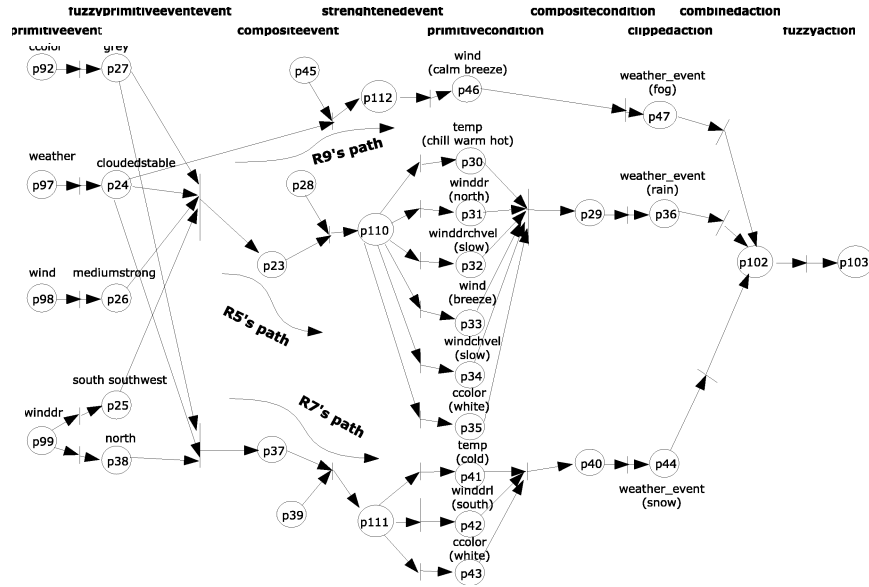 fuzzyprimitiveeventevent strenghtenedevent compositecondition combinedaction
primitiveevent compositeevent primitivecondition clippedaction fuzzyaction
ccolor grey
p92 p27
p45
p112
wind
(calm breeze)
p46
weather_event
(fog)
p47
R9's path
weather cloudedstable
p97 p24
p28
p110
temp
(chill warm hot)
p30
winddr
(north)
p31
winddrchvel
(slow)
p32
wind
(breeze)
p33
windchvel
(slow)
p34
ccolor
(white)
p35
p29
weather_event
(rain)
p36
p102
p103
wind mediumstrong
p98 p26
p23
R5's path
south southwest
winddr
p25
p99
north
p38
R7's path
p37
p39
p111
temp
(cold)
p41
winddrl
(south)
p42
ccolor
(white)
p43
p40
p44
weather_event
(snow)